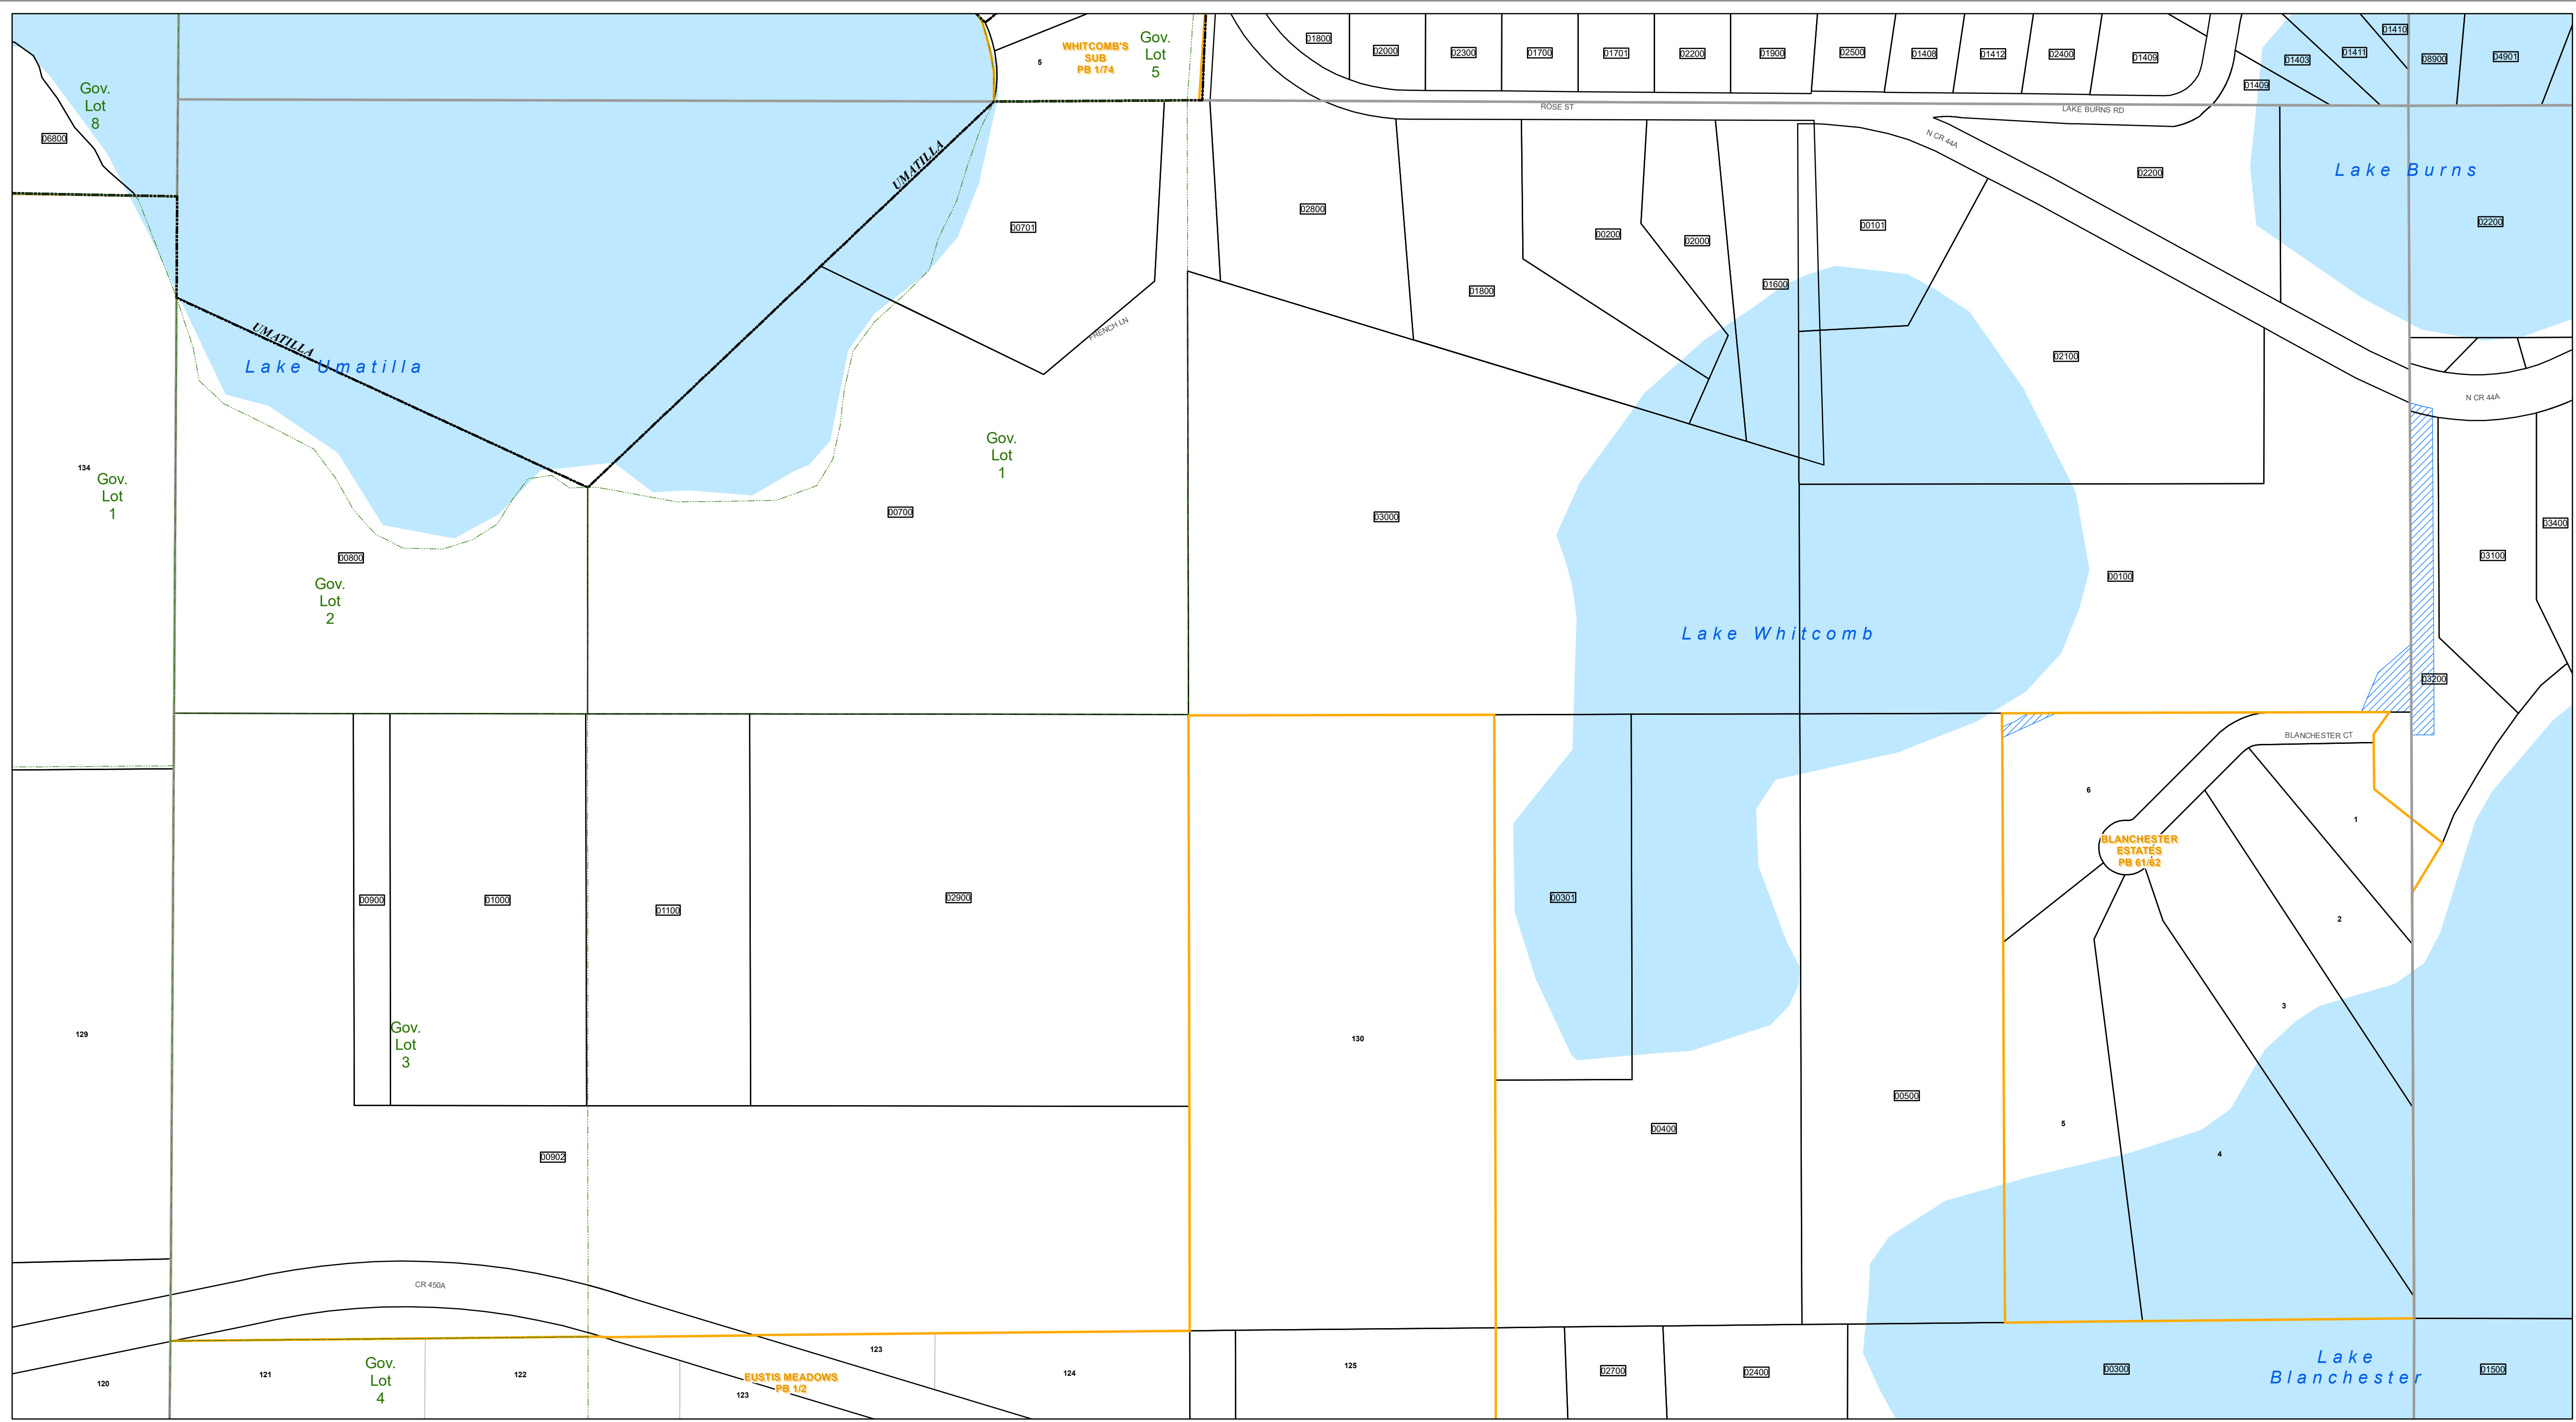 WHITCOMB'S
SUB
PB 1/74
Gov.
Lot
5
5
01800
02000
02300
01700
01701
02200
01900
02500
01408
01412
02400
01409
01409
01403
01411
01410
08900
04901
Gov.
Lot
8
06800
ROSE ST
LAKE BURNS RD
N CR 44A
UMATILLA
Lake Burns
02200
02200
00701
02800
00200
02000
00101
01600
01800
FRENCH LN
UMATILLA
Lake Umatilla
02100
N CR 44A
134
Gov.
Lot
1
Gov.
Lot
1
00700
03000
03400
03100
00800
Gov.
Lot
2
00100
Lake Whitcomb
03200
BLANCHESTER CT
6
1
BLANCHESTER
ESTATES
PB 61/62
00900
01000
01100
02900
00301
2
3
129
Gov.
Lot
3
130
00500
00400
5
4
00902
CR 450A
Gov.
Lot
4
120
121
122
123
123
EUSTIS MEADOWS
PB 1/2
124
125
02700
02400
00300
Lake
Blanchester
01500